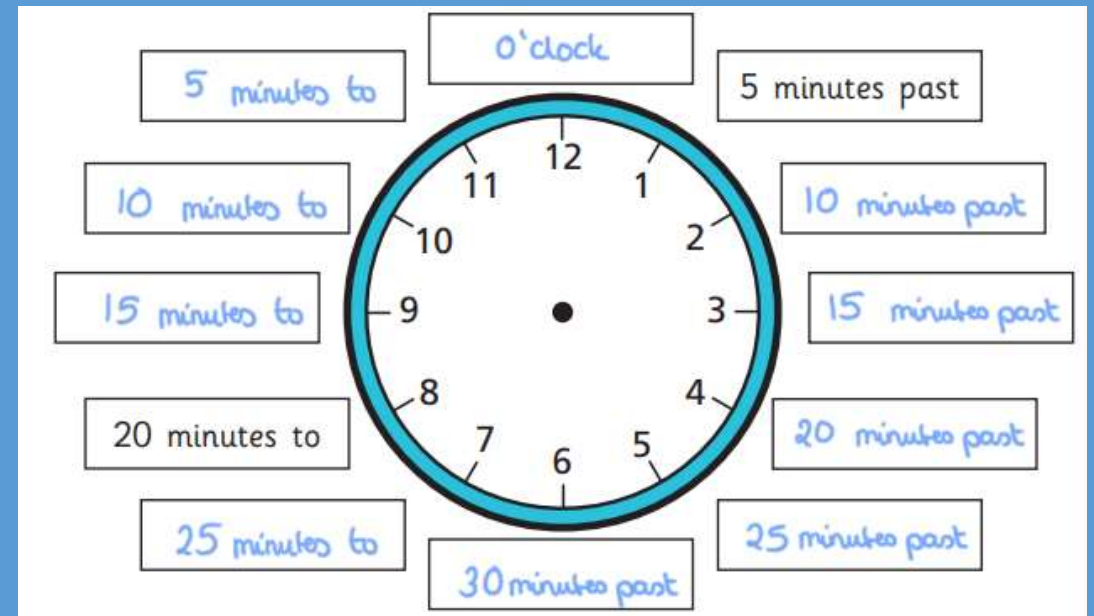 o'clock
5 minutes to
5 minutes past
12
11
1
10 minutes to
10 minutes past
10
2
15 minutes to
9
3
15 minutes past
8
4
20 minutes to
20 minutes past
7
5
6
25 minutes to
25 minutes past
30 minutes past